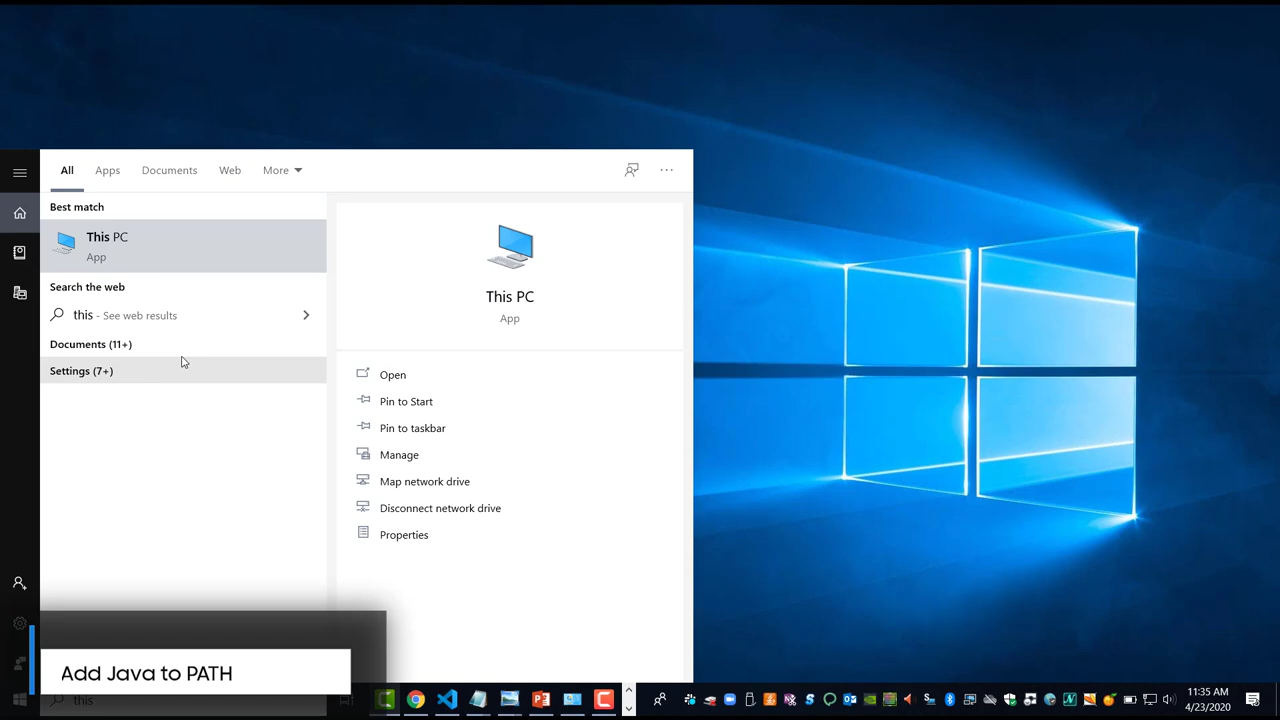 All Apps Documents Web More
Best match
This PC
App
Search the web
this - See web results
Documents (11+)
Settings (7+)
This PC
App
Open
Pin to Start
Pin to taskbar
Manage
Map network drive
Disconnect network drive
Properties
Add Java to PATH
this
11:35 AM
4/23/2020